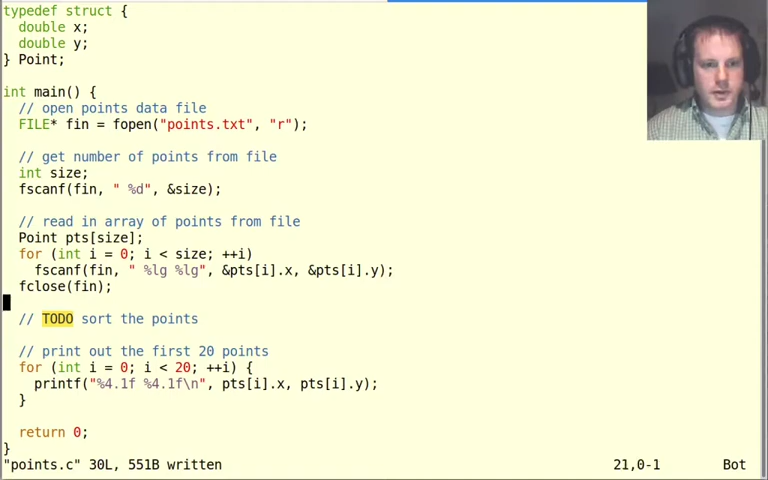 typedef struct {
  double x;
  double y;
} Point;

int main() {
  // open points data file
  FILE* fin = fopen("points.txt", "r");

  // get number of points from file
  int size;
  fscanf(fin, " %d", &size);

  // read in array of points from file
  Point pts[size];
  for (int i = 0; i < size; ++i)
    fscanf(fin, " %lg %lg", &pts[i].x, &pts[i].y);
  fclose(fin);

  // TODO sort the points

  // print out the first 20 points
  for (int i = 0; i < 20; ++i) {
    printf("%4.1f %4.1f\n", pts[i].x, pts[i].y);
  }

  return 0;
}
"points.c" 30L, 551B written 21,0-1 Bot